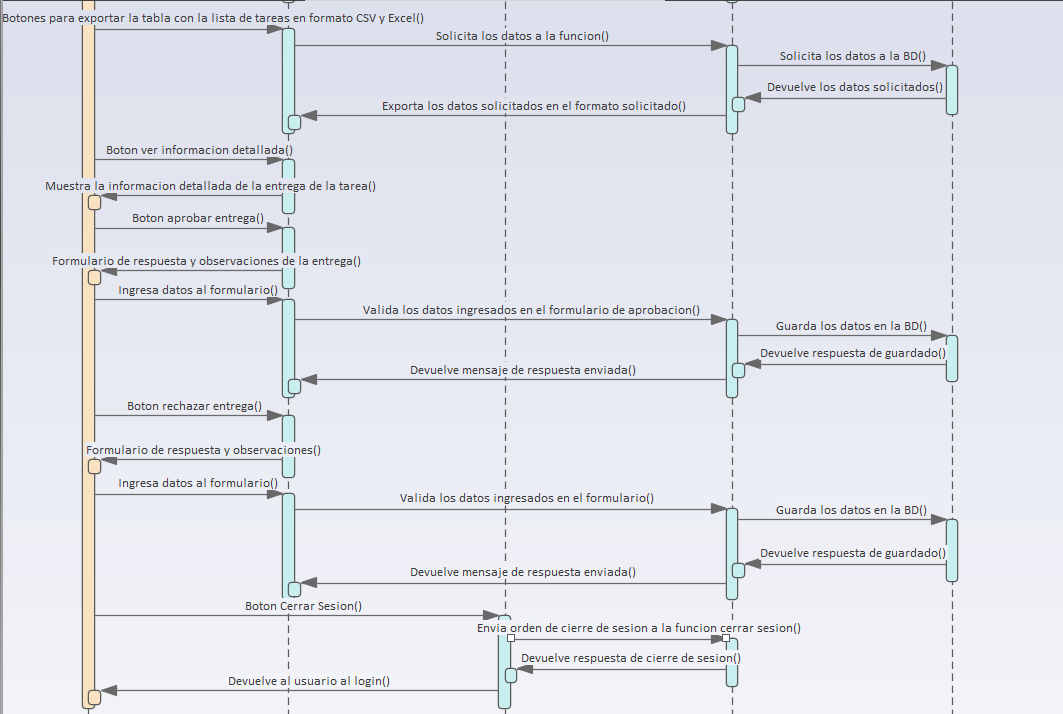 Botones para exportar la tabla con la lista de tareas en formato CSV y Excel()
Solicita los datos a la funcion()
Solicita los datos a la BD()
Devuelve los datos solicitados()
Exporta los datos solicitados en el formato solicitado()
Boton ver informacion detallada()
Muestra la informacion detallada de la entrega de la tarea()
Boton aprobar entrega()
Formulario de respuesta y observaciones de la entrega()
Ingresa datos al formulario()
Valida los datos ingresados en el formulario de aprobacion()
Guarda los datos en la BD()
Devuelve respuesta de guardado()
Devuelve mensaje de respuesta enviada()
Boton rechazar entrega()
Formulario de respuesta y observaciones()
Ingresa datos al formulario()
Valida los datos ingresados en el formulario()
Guarda los datos en la BD()
Devuelve respuesta de guardado()
Devuelve mensaje de respuesta enviada()
Boton Cerrar Sesion()
Envia orden de cierre de sesion a la funcion cerrar sesion()
Devuelve respuesta de cierre de sesion()
Devuelve al usuario al login()